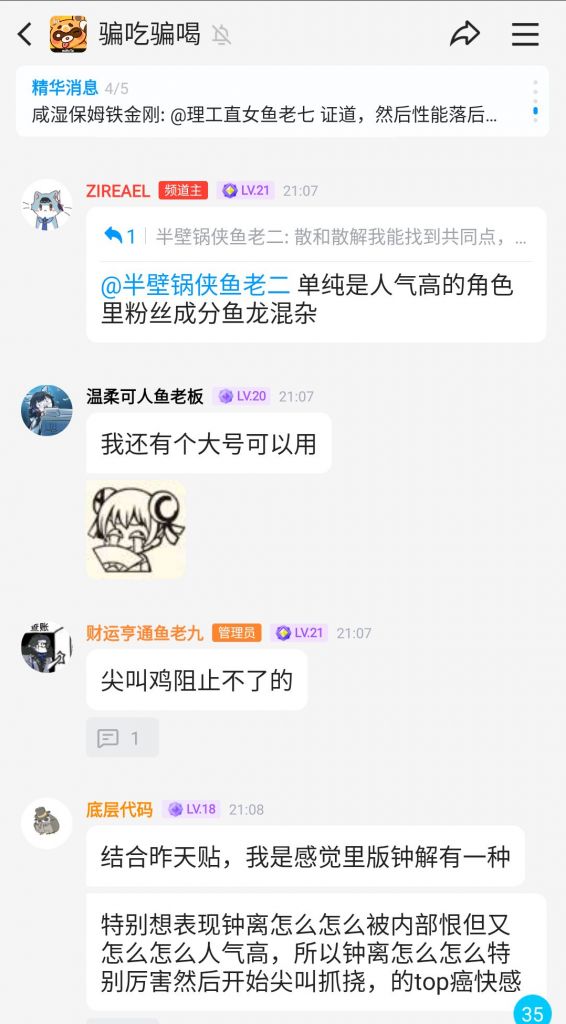 骗吃骗喝
精华消息 4/5
咸湿保姆铁金刚: @理工直女鱼老七 证道，然后性能落后...
ZIREAEL 频道主 LV.21 21:07
1 半壁锅侠鱼老二: 散和散解我能找到共同点，...
@半壁锅侠鱼老二 单纯是人气高的角色
里粉丝成分鱼龙混杂
温柔可人鱼老板 LV.20 21:07
我还有个大号可以用
财运亨通鱼老九 管理员 LV.21 21:07
尖叫鸡阻止不了的
1
底层代码 LV.18 21:08
结合昨天贴，我是感觉里版钟解有一种
特别想表现钟离怎么怎么被内部恨但又
怎么怎么人气高，所以钟离怎么怎么特
别厉害然后开始尖叫抓挠，的top癌快感
35